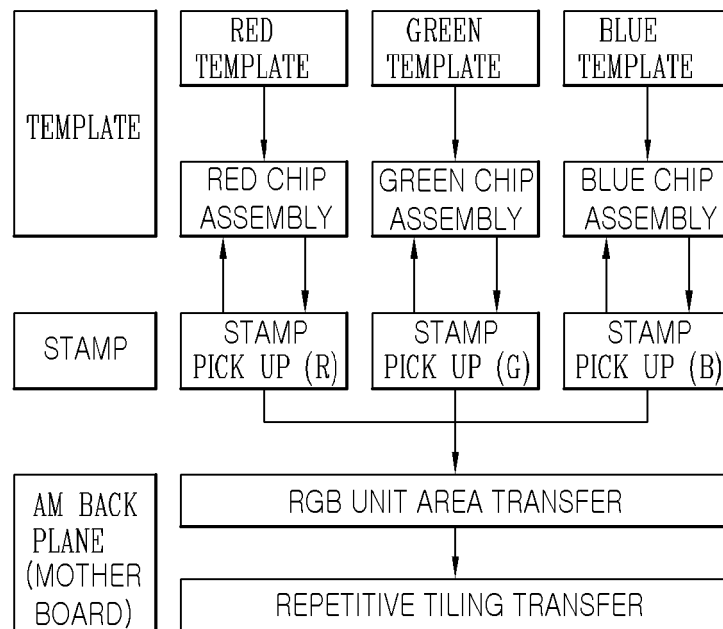 TEMPLATE
RED
TEMPLATE
GREEN
TEMPLATE
BLUE
TEMPLATE
RED CHIP
ASSEMBLY
GREEN CHIP
ASSEMBLY
BLUE CHIP
ASSEMBLY
STAMP
STAMP
PICK UP (R)
STAMP
PICK UP (G)
STAMP
PICK UP (B)
AM BACK
PLANE
(MOTHER
BOARD)
RGB UNIT AREA TRANSFER
REPETITIVE TILING TRANSFER